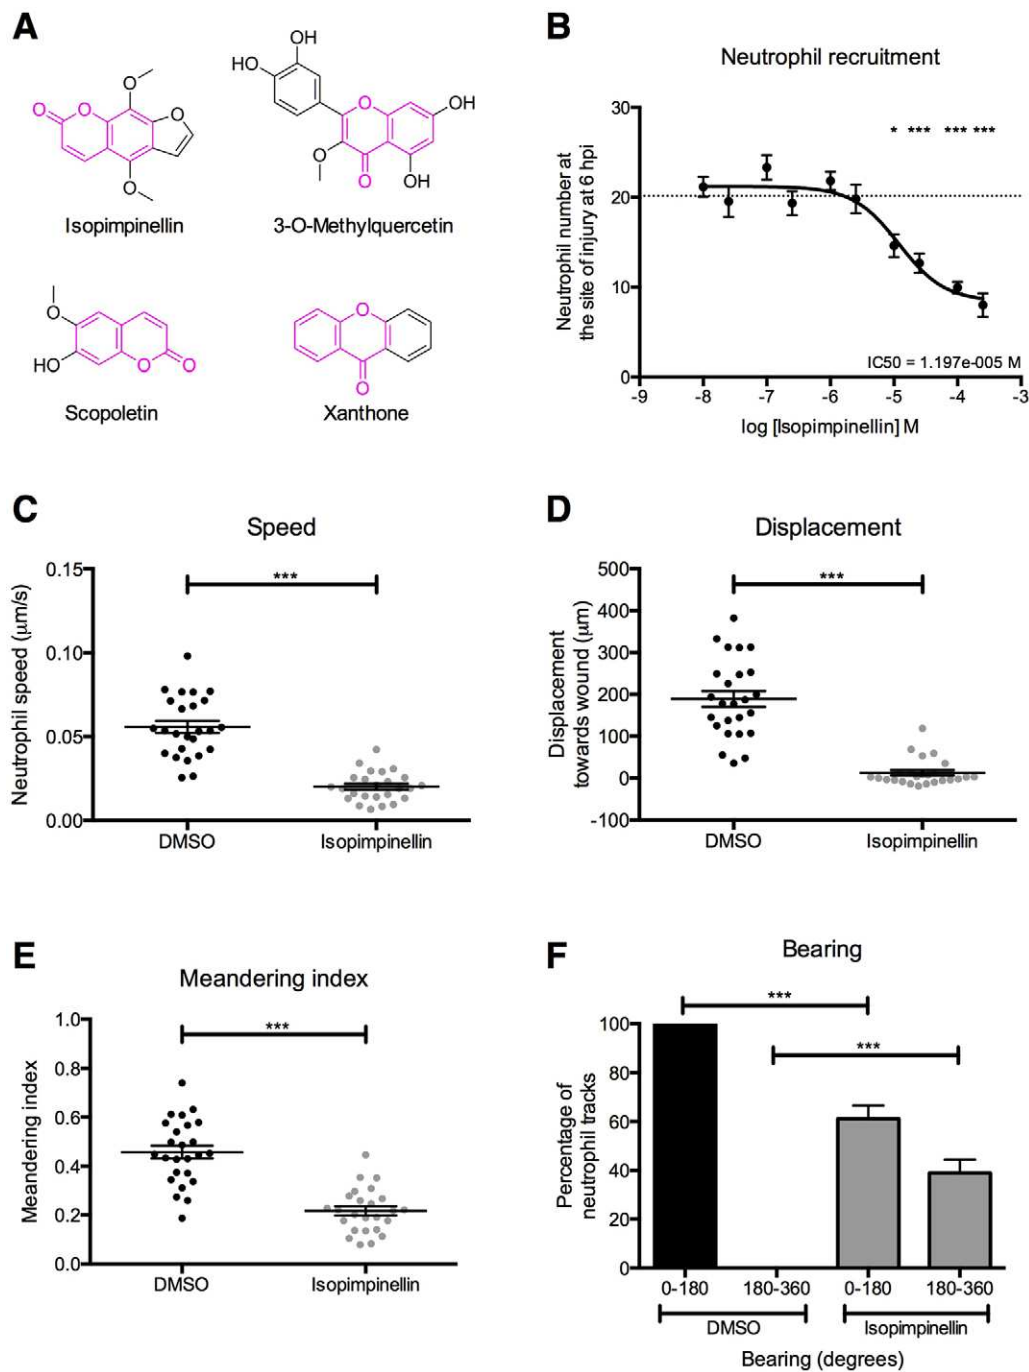 A
O
O
O
O
O
Isopimpinellin
OH
HO
O
OH
O
O
OH
3-O-Methylquercetin
O
HO
O
O
Scopoletin
O
O
Xanthone
B
Neutrophil recruitment
Neutrophil number at
the site of injury at 6 hpi
30
20
10
0
* *** *** ***
IC50 = 1.197e-005 M
-9 -8 -7 -6 -5 -4 -3
log [Isopimpinellin] M
C
Speed
Neutrophil speed (μm/s)
0.15
0.10
0.05
0.00
***
DMSO Isopimpinellin
D
Displacement
Displacement
towards wound (μm)
500
400
300
200
100
0
-100
***
DMSO Isopimpinellin
E
Meandering index
Meandering index
1.0
0.8
0.6
0.4
0.2
0.0
***
DMSO Isopimpinellin
F
Bearing
Percentage of
neutrophil tracks
100
80
60
40
20
0
***
***
0-180 180-360 0-180 180-360
DMSO Isopimpinellin
Bearing (degrees)